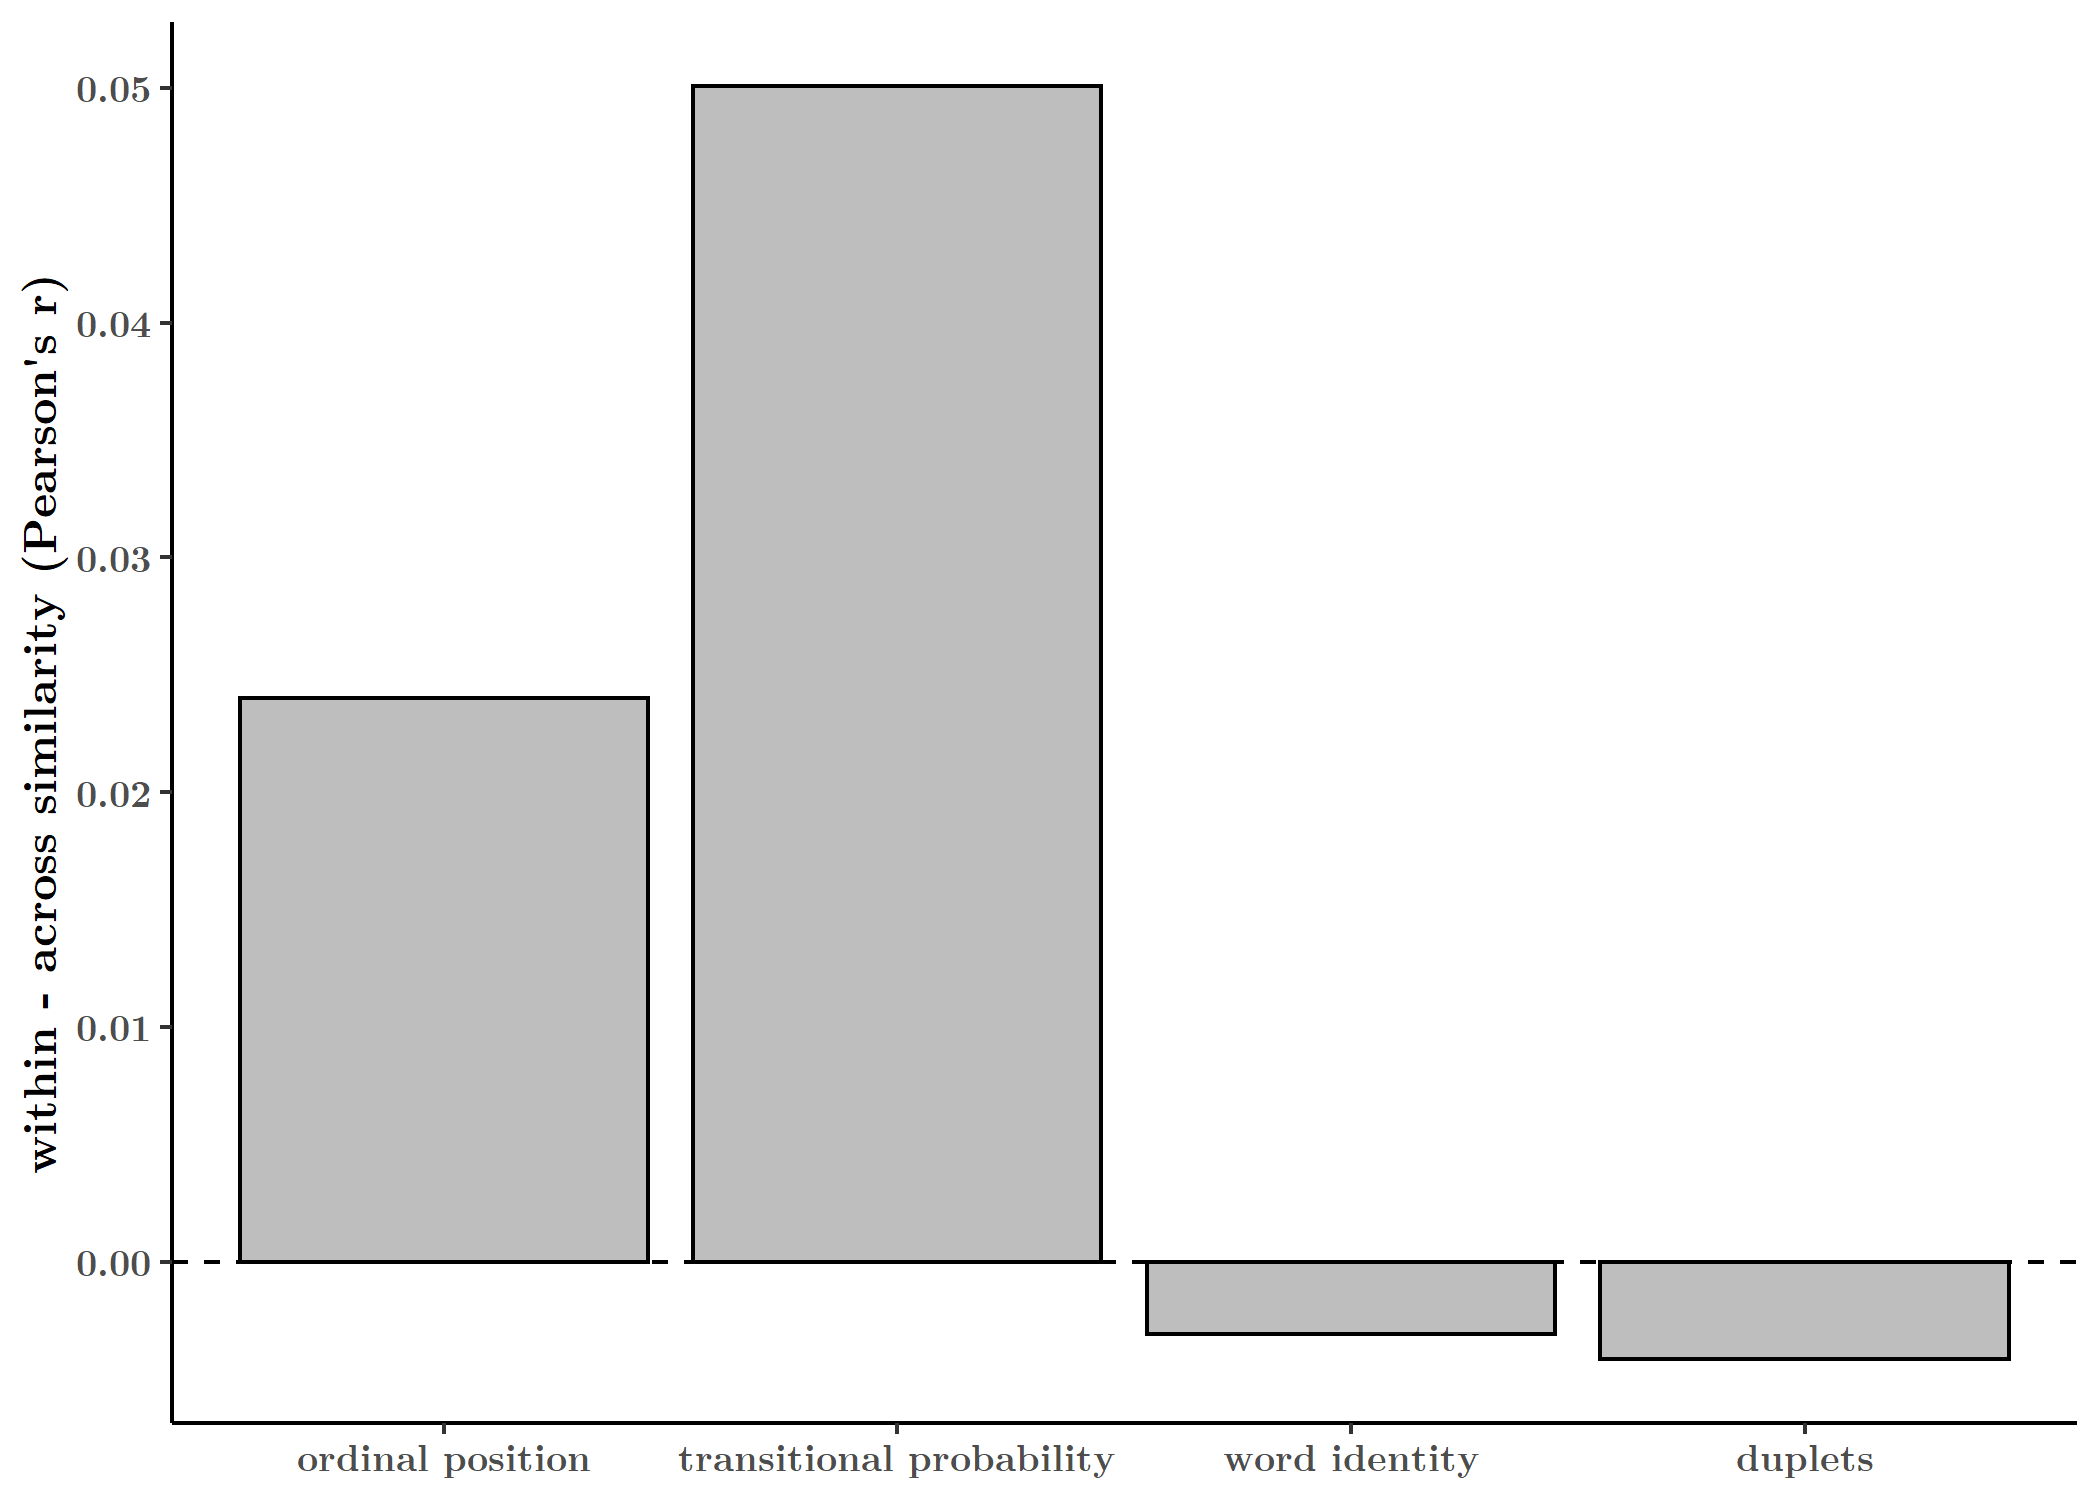 within - across similarity (Pearson's r)
0.05
0.04
0.03
0.02
0.01
0.00
ordinal position
transitional probability
word identity
duplets